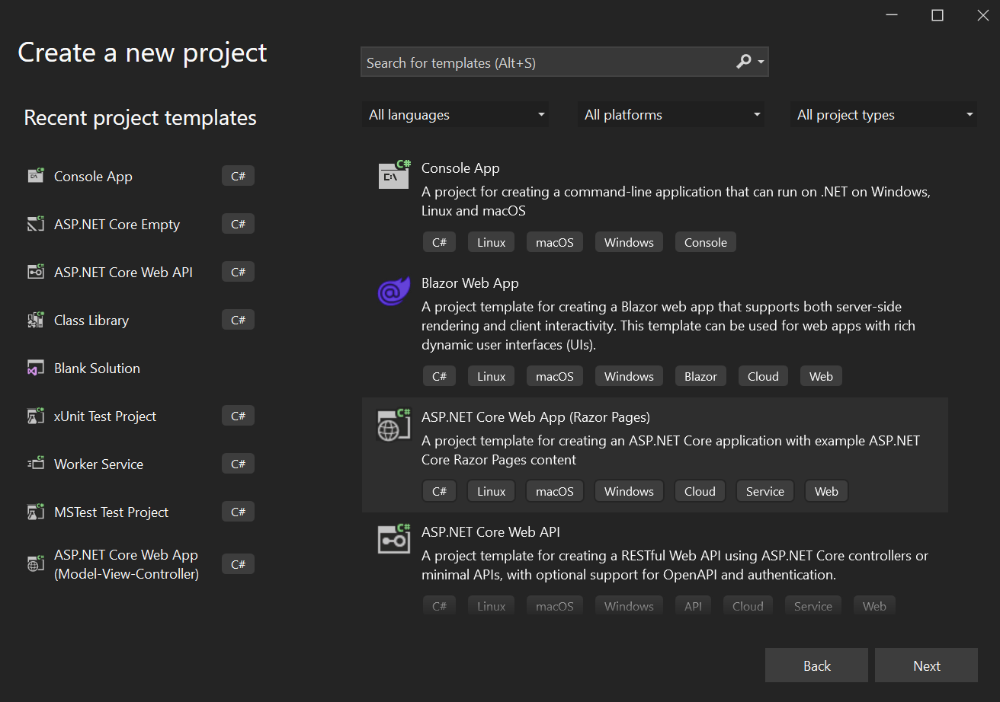 Create a new project
Search for templates (Alt+S)
Recent project templates
All languages
All platforms
All project types
Console App C#
ASP.NET Core Empty C#
ASP.NET Core Web API C#
Class Library C#
Blank Solution
xUnit Test Project C#
Worker Service C#
MSTest Test Project C#
ASP.NET Core Web App
(Model-View-Controller) C#
C#
C:\
Console App
A project for creating a command-line application that can run on .NET on Windows,
Linux and macOS
C# Linux macOS Windows Console
Blazor Web App
A project template for creating a Blazor web app that supports both server-side
rendering and client interactivity. This template can be used for web apps with rich
dynamic user interfaces (UIs).
C# Linux macOS Windows Blazor Cloud Web
C#
ASP.NET Core Web App (Razor Pages)
A project template for creating an ASP.NET Core application with example ASP.NET
Core Razor Pages content
C# Linux macOS Windows Cloud Service Web
C#
ASP.NET Core Web API
A project template for creating a RESTful Web API using ASP.NET Core controllers or
minimal APIs, with optional support for OpenAPI and authentication.
C# Linux macOS Windows API Cloud Service Web
Back
Next